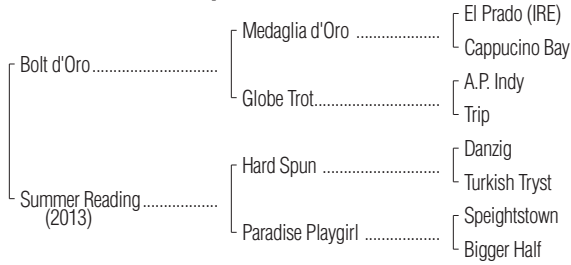 El Prado (IRE)
Medaglia d'Oro ..................
Cappucino Bay
Bolt d'Oro...........................
A.P. Indy
Globe Trot...........................
Trip
Danzig
Hard Spun .........................
Turkish Tryst
Summer Reading................
(2013)
Speightstown
Paradise Playgirl ................
Bigger Half